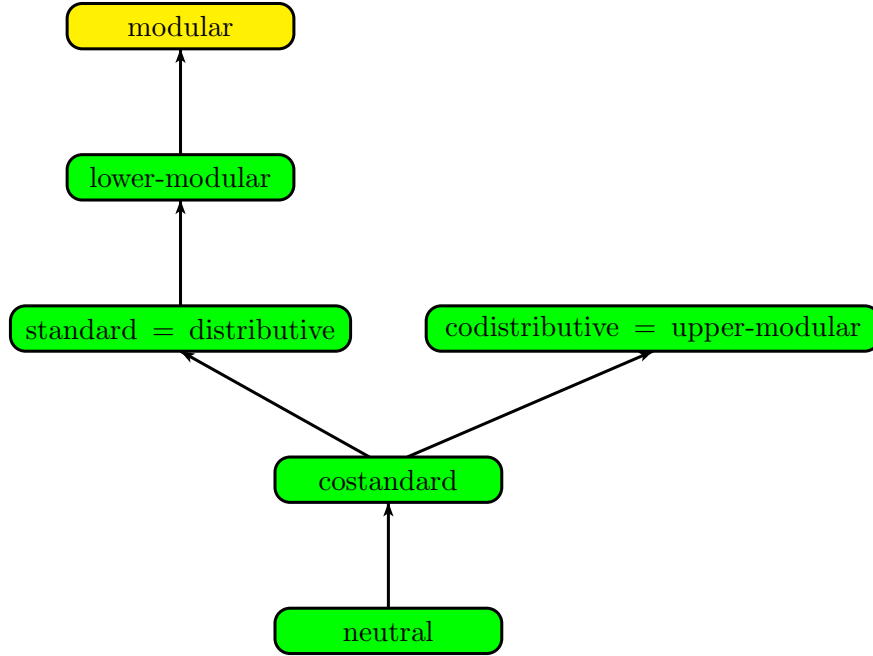 modular
lower-modular
standard = distributive
codistributive = upper-modular
costandard
neutral